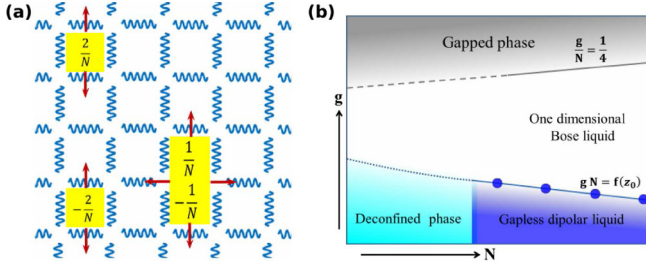 (a)
2/N
1/N
-1/N
-2/N
(b)
Gapped phase
g/N = 1/4
g
One dimensional
Bose liquid
g N = f(z₀)
Deconfined phase
Gapless dipolar liquid
N